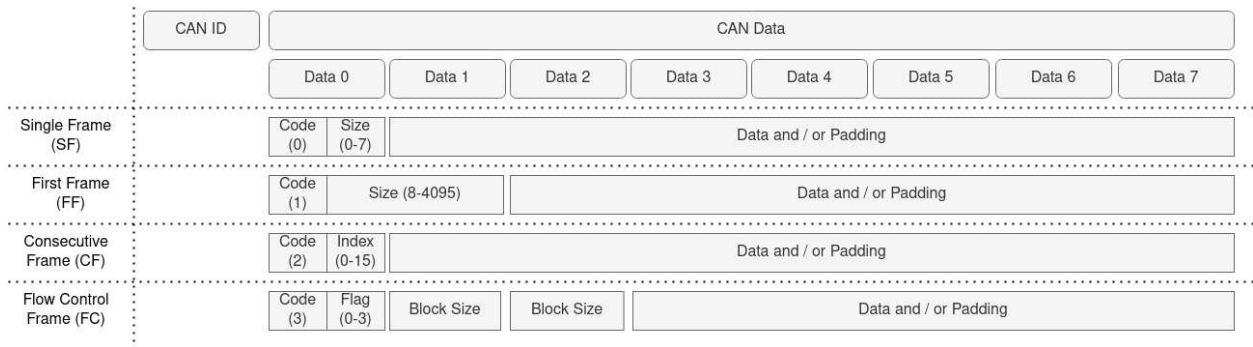 CAN ID CAN Data
Data 0 Data 1 Data 2 Data 3 Data 4 Data 5 Data 6 Data 7
Single Frame
(SF)
Code
(0)
Size
(0-7)
Data and / or Padding
First Frame
(FF)
Code
(1)
Size (8-4095)
Data and / or Padding
Consecutive
Frame (CF)
Code
(2)
Index
(0-15)
Data and / or Padding
Flow Control
Frame (FC)
Code
(3)
Flag
(0-3)
Block Size
Block Size
Data and / or Padding